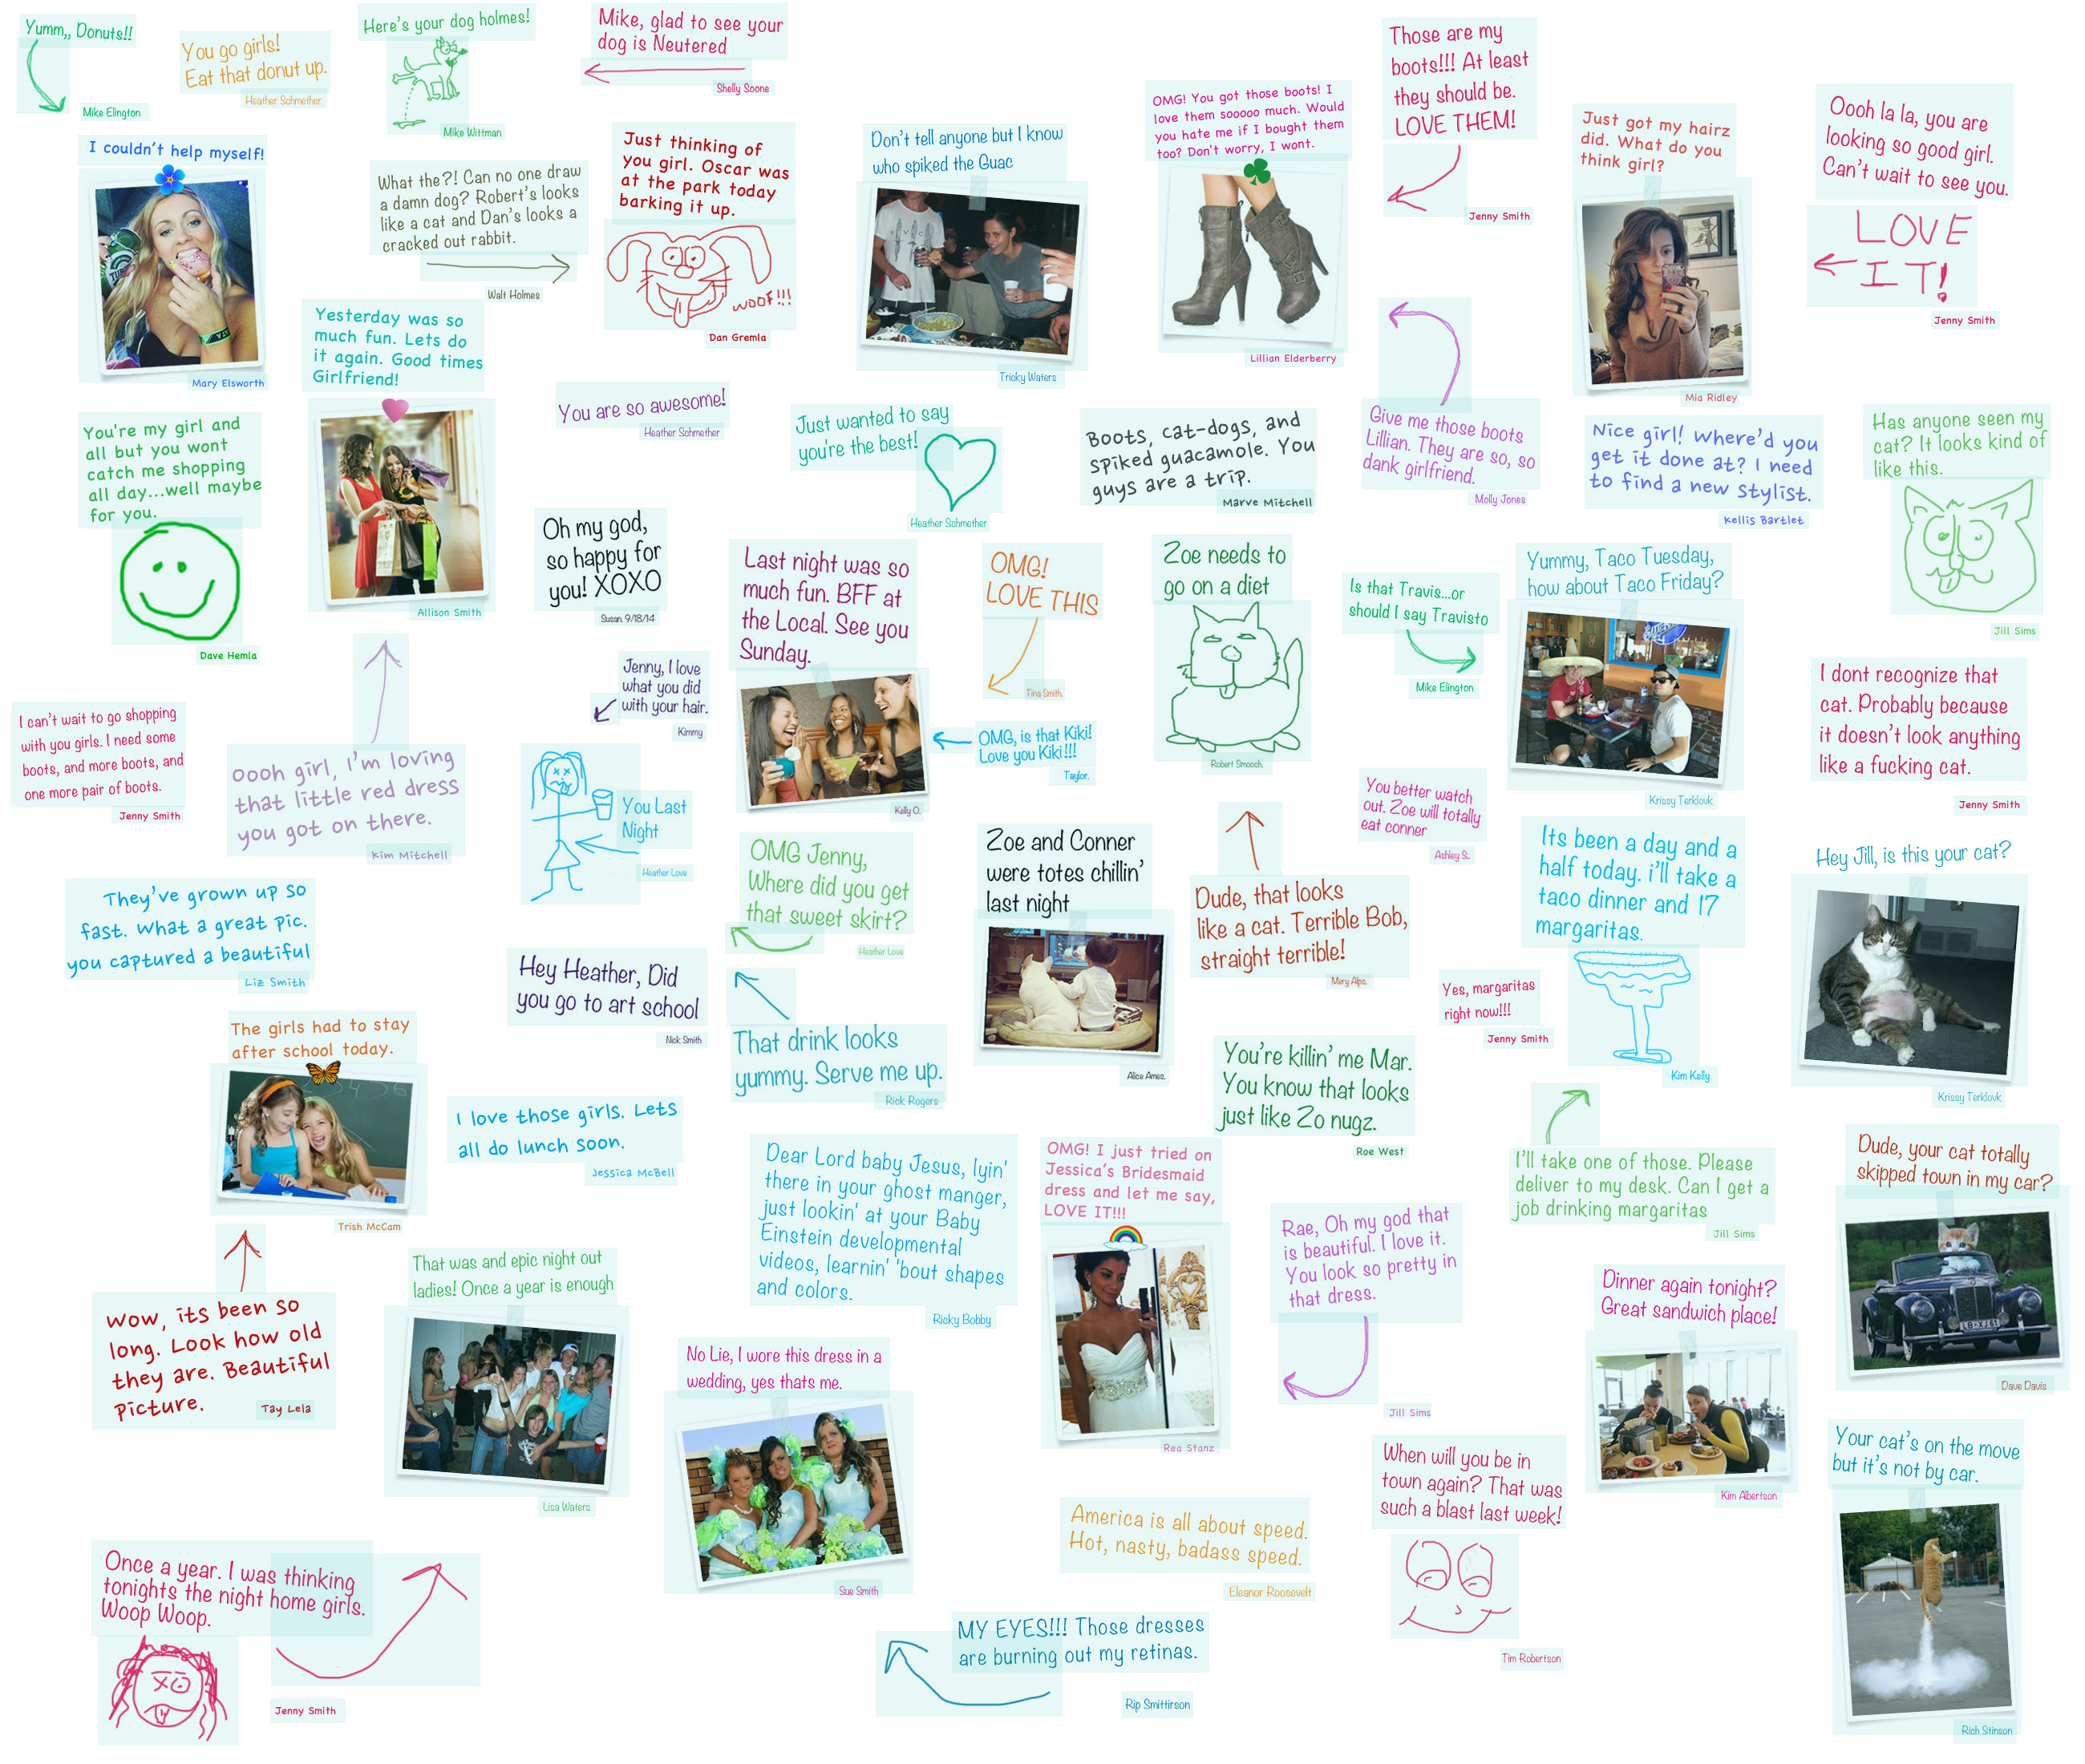 Yumm,, Donuts!!
Mike Elington
You go girls!
Eat that donut up.
Heather Schmether
Here's your dog holmes!
Mike Wittman
Mike, glad to see your
dog is Neutered
Shelly Soone
I couldn't help myself!
Mary Elsworth
What the?! Can no one draw
a damn dog? Robert's looks
like a cat and Dan's looks a
cracked out rabbit.
Walt Holmes
Just thinking of
you girl. Oscar was
at the park today
barking it up.
WOOF!!!
Dan Gremla
Don't tell anyone but I know
who spiked the Guac
Tricky Waters
OMG! You got those boots! I
love them sooooo much. Would
you hate me if I bought them
too? Don't worry, I wont.
Lillian Elderberry
Those are my
boots!!! At least
they should be.
LOVE THEM!
Jenny Smith
Just got my hairz
did. What do you
think girl?
Mia Ridley
Oooh la la, you are
looking so good girl.
Can't wait to see you.
LOVE
IT!
Jenny Smith
Yesterday was so
much fun. Lets do
it again. Good times
Girlfriend!
Allison Smith
You're my girl and
all but you wont
catch me shopping
all day...well maybe
for you.
Dave Hemla
You are so awesome!
Heather Schmether
Just wanted to say
you're the best!
Heather Schmether
Boots, cat-dogs, and
spiked guacamole. You
guys are a trip.
Marve Mitchell
Give me those boots
Lillian. They are so, so
dank girlfriend.
Molly Jones
Nice girl! Where'd you
get it done at? I need
to find a new stylist.
Kellis Bartlet
Has anyone seen my
cat? It looks kind of
like this.
Jill Sims
Oh my god,
so happy for
you! XOXO
Susan 9/18/14
Last night was so
much fun. BFF at
the Local. See you
Sunday.
Kelly O.
OMG!
LOVE THIS
Tina Smith
Zoe needs to
go on a diet
Robert Smooch.
Is that Travis...or
should I say Travisto
Mike Elington
Yummy, Taco Tuesday,
how about Taco Friday?
Krissy Terklovk
Jenny, I love
what you did
with your hair.
Kimmy
OMG, is that Kiki!
Love you Kiki!!!
Taylor.
I dont recognize that
cat. Probably because
it doesn't look anything
like a fucking cat.
Jenny Smith
I can't wait to go shopping
with you girls. I need some
boots, and more boots, and
one more pair of boots.
Jenny Smith
Oooh girl, I'm loving
that little red dress
you got on there.
Kim Mitchell
You Last
Night
Heather Love
You better watch
out. Zoe will totally
eat conner
Ashley S.
OMG Jenny,
Where did you get
that sweet skirt?
Heather Love
Zoe and Conner
were totes chillin'
last night
Alice Ames.
Dude, that looks
like a cat. Terrible Bob,
straight terrible!
Mery Alps.
Its been a day and a
half today. i'll take a
taco dinner and 17
margaritas.
Kim Kelly
Hey Jill, is this your cat?
Krissy Terklovk
They've grown up so
fast. What a great pic.
you captured a beautiful
Liz Smith
Hey Heather, Did
you go to art school
Nick Smith
Yes, margaritas
right now!!!
Jenny Smith
The girls had to stay
after school today.
Trish McCam
That drink looks
yummy. Serve me up.
Rick Rogers
You're killin' me Mar.
You know that looks
just like Zo nugz.
Roe West
I love those girls. Lets
all do lunch soon.
Jessica McBell
Dear Lord baby Jesus, lyin'
there in your ghost manger,
just lookin' at your Baby
Einstein developmental
videos, learnin' 'bout shapes
and colors.
Ricky Bobby
OMG! I just tried on
Jessica's Bridesmaid
dress and let me say,
LOVE IT!!!
Rea Stanz
Rae, Oh my god that
is beautiful. I love it.
You look so pretty in
that dress.
Jill Sims
I'll take one of those. Please
deliver to my desk. Can I get a
job drinking margaritas
Jill Sims
Dude, your cat totally
skipped town in my car?
Dave Davis
Wow, its been so
long. Look how old
they are. Beautiful
Picture.
Tay Lela
That was and epic night out
ladies! Once a year is enough
Lisa Waters
No Lie, I wore this dress in a
wedding, yes thats me.
Sue Smith
Dinner again tonight?
Great sandwich place!
Kim Albertson
When will you be in
town again? That was
such a blast last week!
Tim Robertson
Your cat's on the move
but it's not by car.
Rich Stinson
America is all about speed.
Hot, nasty, badass speed.
Eleanor Roosevelt
Once a year. I was thinking
tonights the night home girls.
Woop Woop.
Jenny Smith
MY EYES!!! Those dresses
are burning out my retinas.
Rip Smittirson